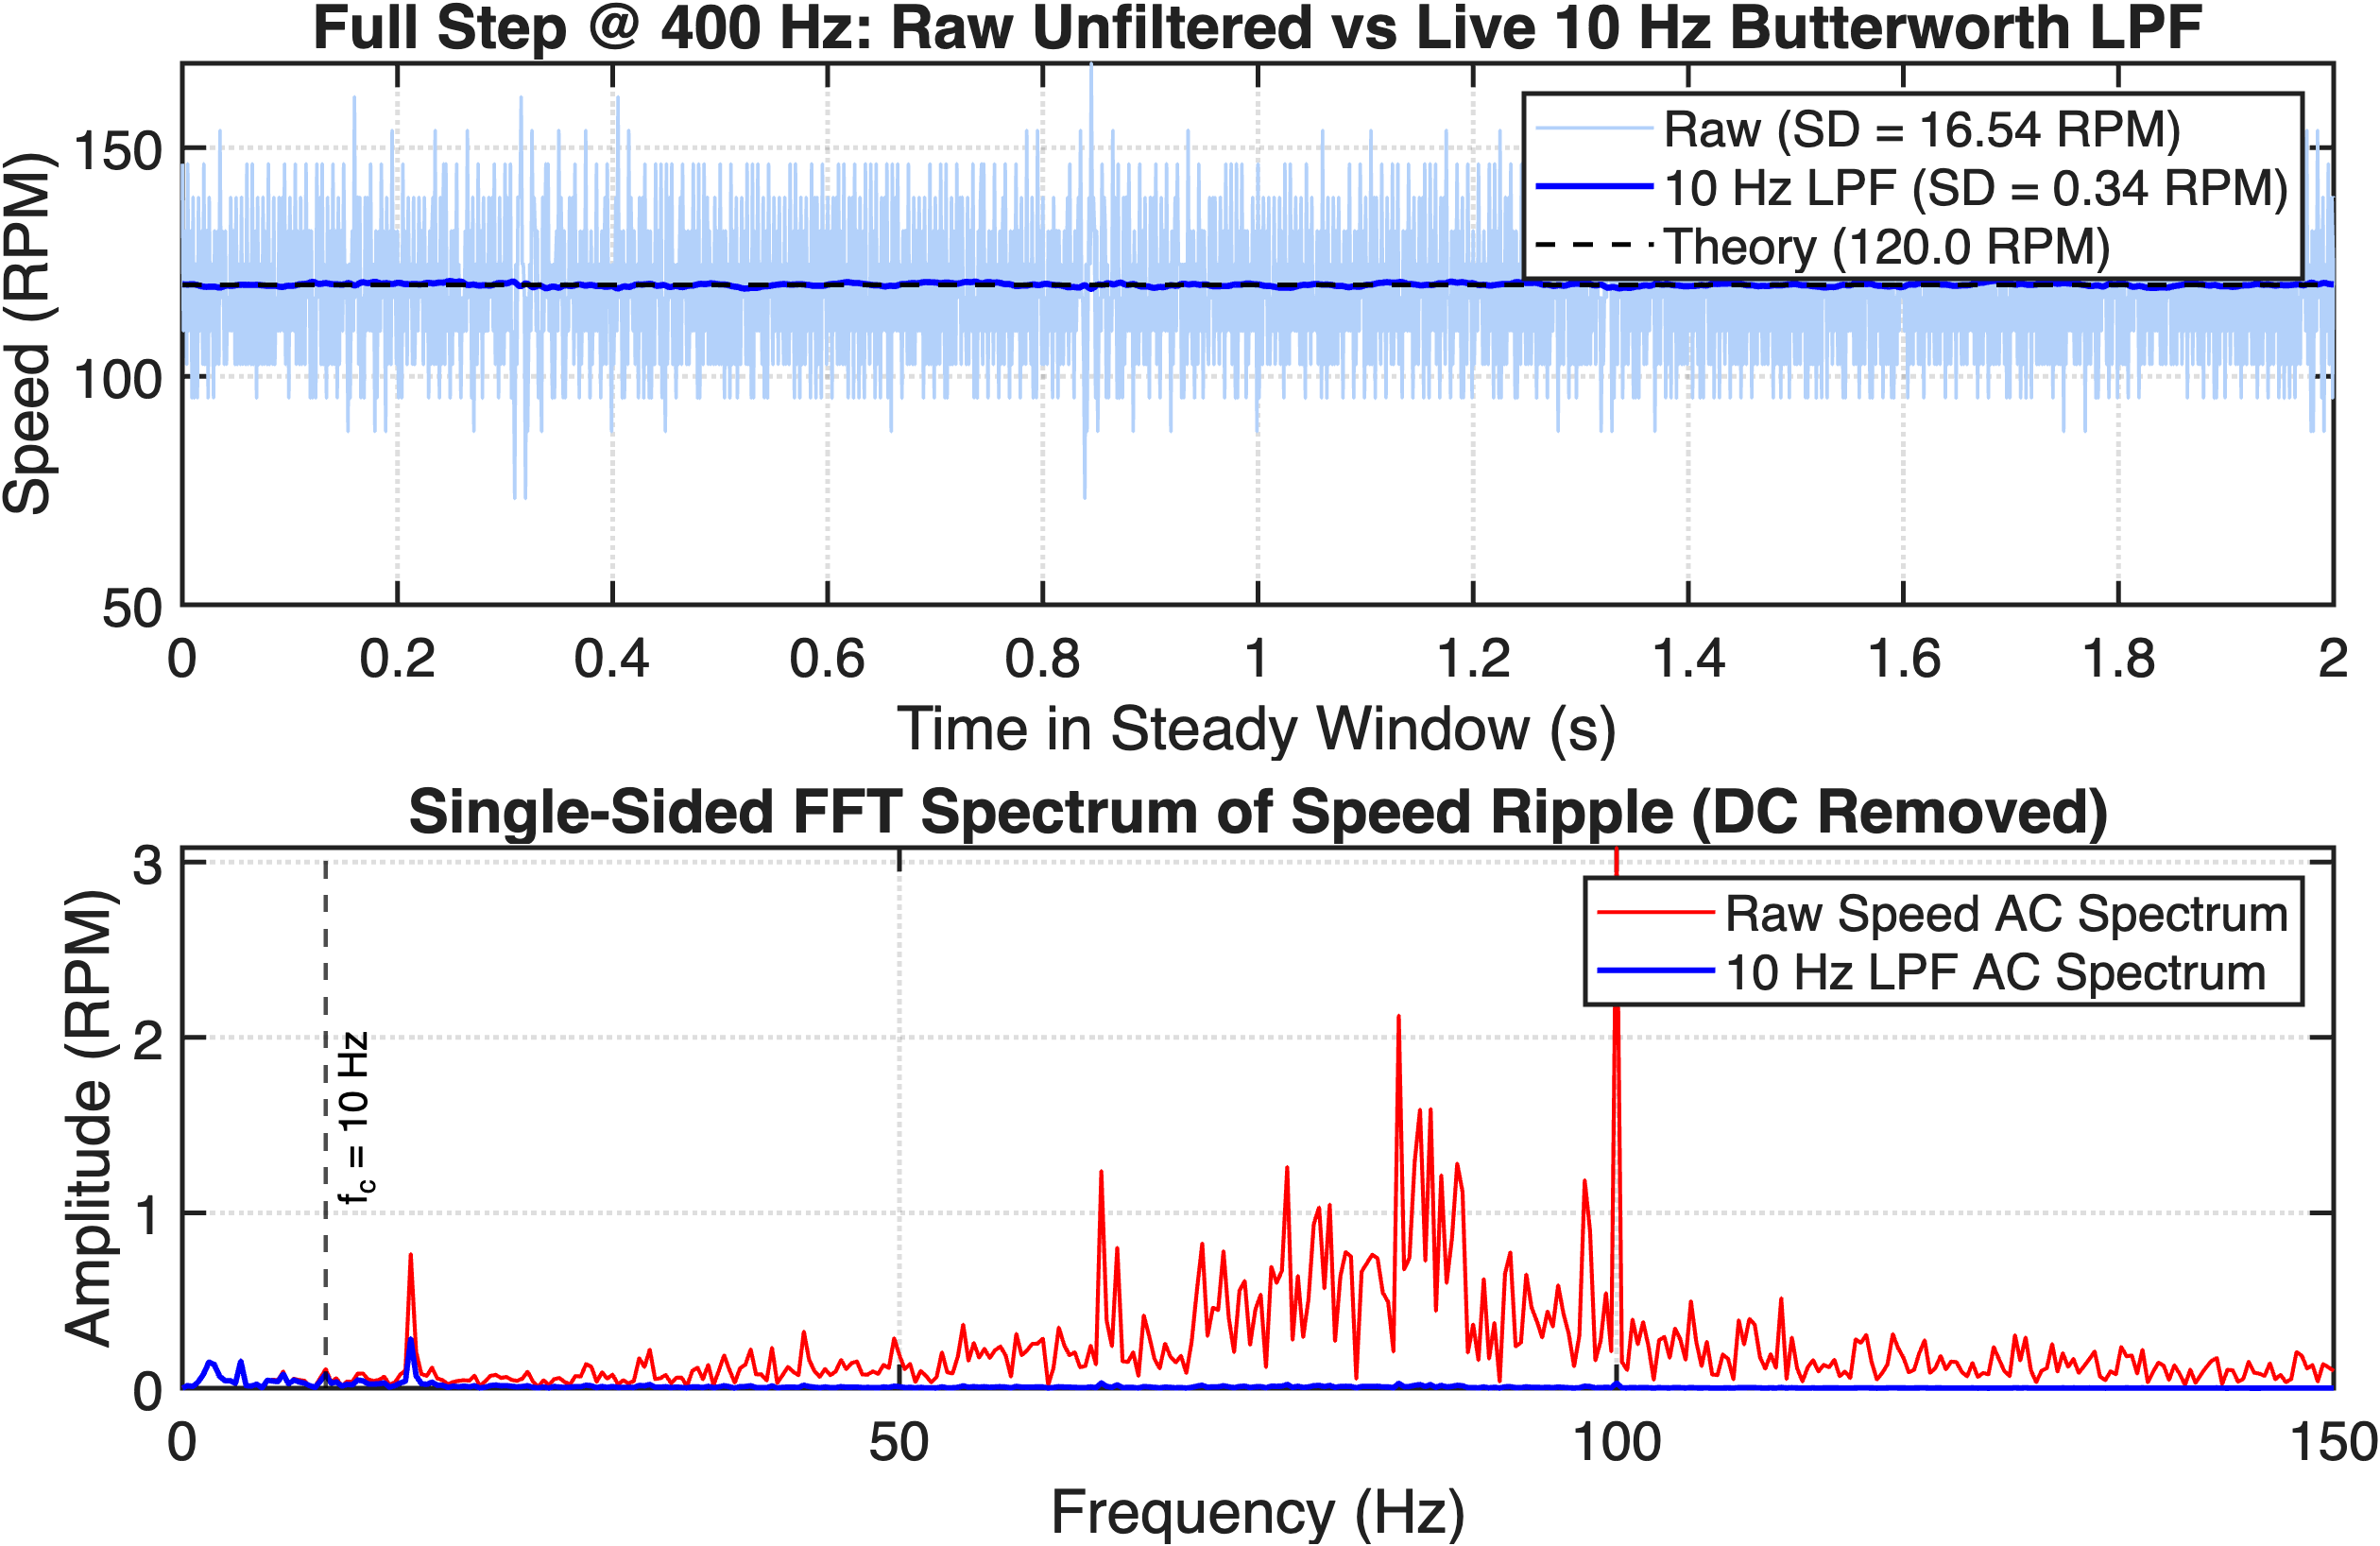 Full Step @ 400 Hz: Raw Unfiltered vs Live 10 Hz Butterworth LPF
Speed (RPM)
150
100
50
Raw (SD = 16.54 RPM)
10 Hz LPF (SD = 0.34 RPM)
Theory (120.0 RPM)
0 0.2 0.4 0.6 0.8 1 1.2 1.4 1.6 1.8 2
Time in Steady Window (s)
Single-Sided FFT Spectrum of Speed Ripple (DC Removed)
Amplitude (RPM)
3
2
1
0
fc = 10 Hz
Raw Speed AC Spectrum
10 Hz LPF AC Spectrum
0 50 100 150
Frequency (Hz)